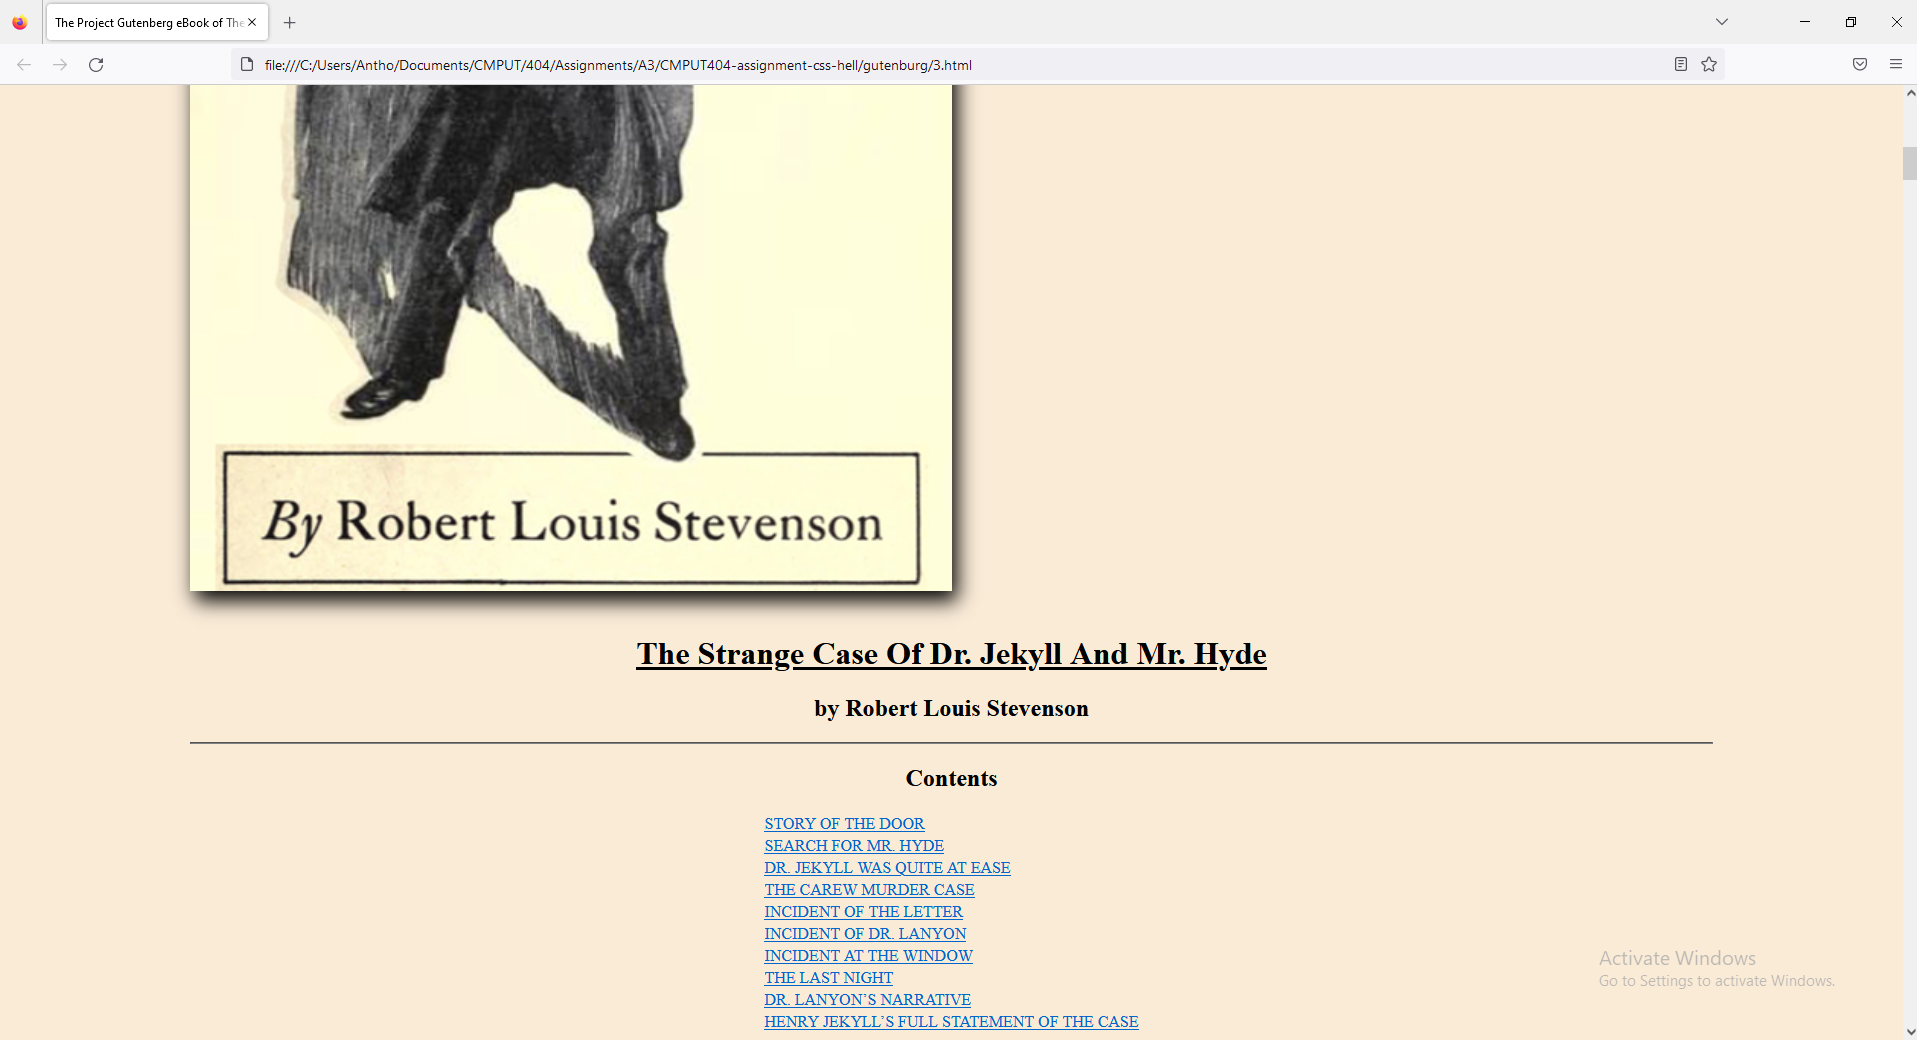 The Project Gutenberg eBook of The
file:///C:/Users/Antho/Documents/CMPUT/404/Assignments/A3/CMPUT404-assignment-css-hell/gutenburg/3.html
By Robert Louis Stevenson
The Strange Case Of Dr. Jekyll And Mr. Hyde
by Robert Louis Stevenson
Contents
STORY OF THE DOOR
SEARCH FOR MR. HYDE
DR. JEKYLL WAS QUITE AT EASE
THE CAREW MURDER CASE
INCIDENT OF THE LETTER
INCIDENT OF DR. LANYON
INCIDENT AT THE WINDOW
THE LAST NIGHT
DR. LANYON’S NARRATIVE
HENRY JEKYLL’S FULL STATEMENT OF THE CASE
Activate Windows
Go to Settings to activate Windows.